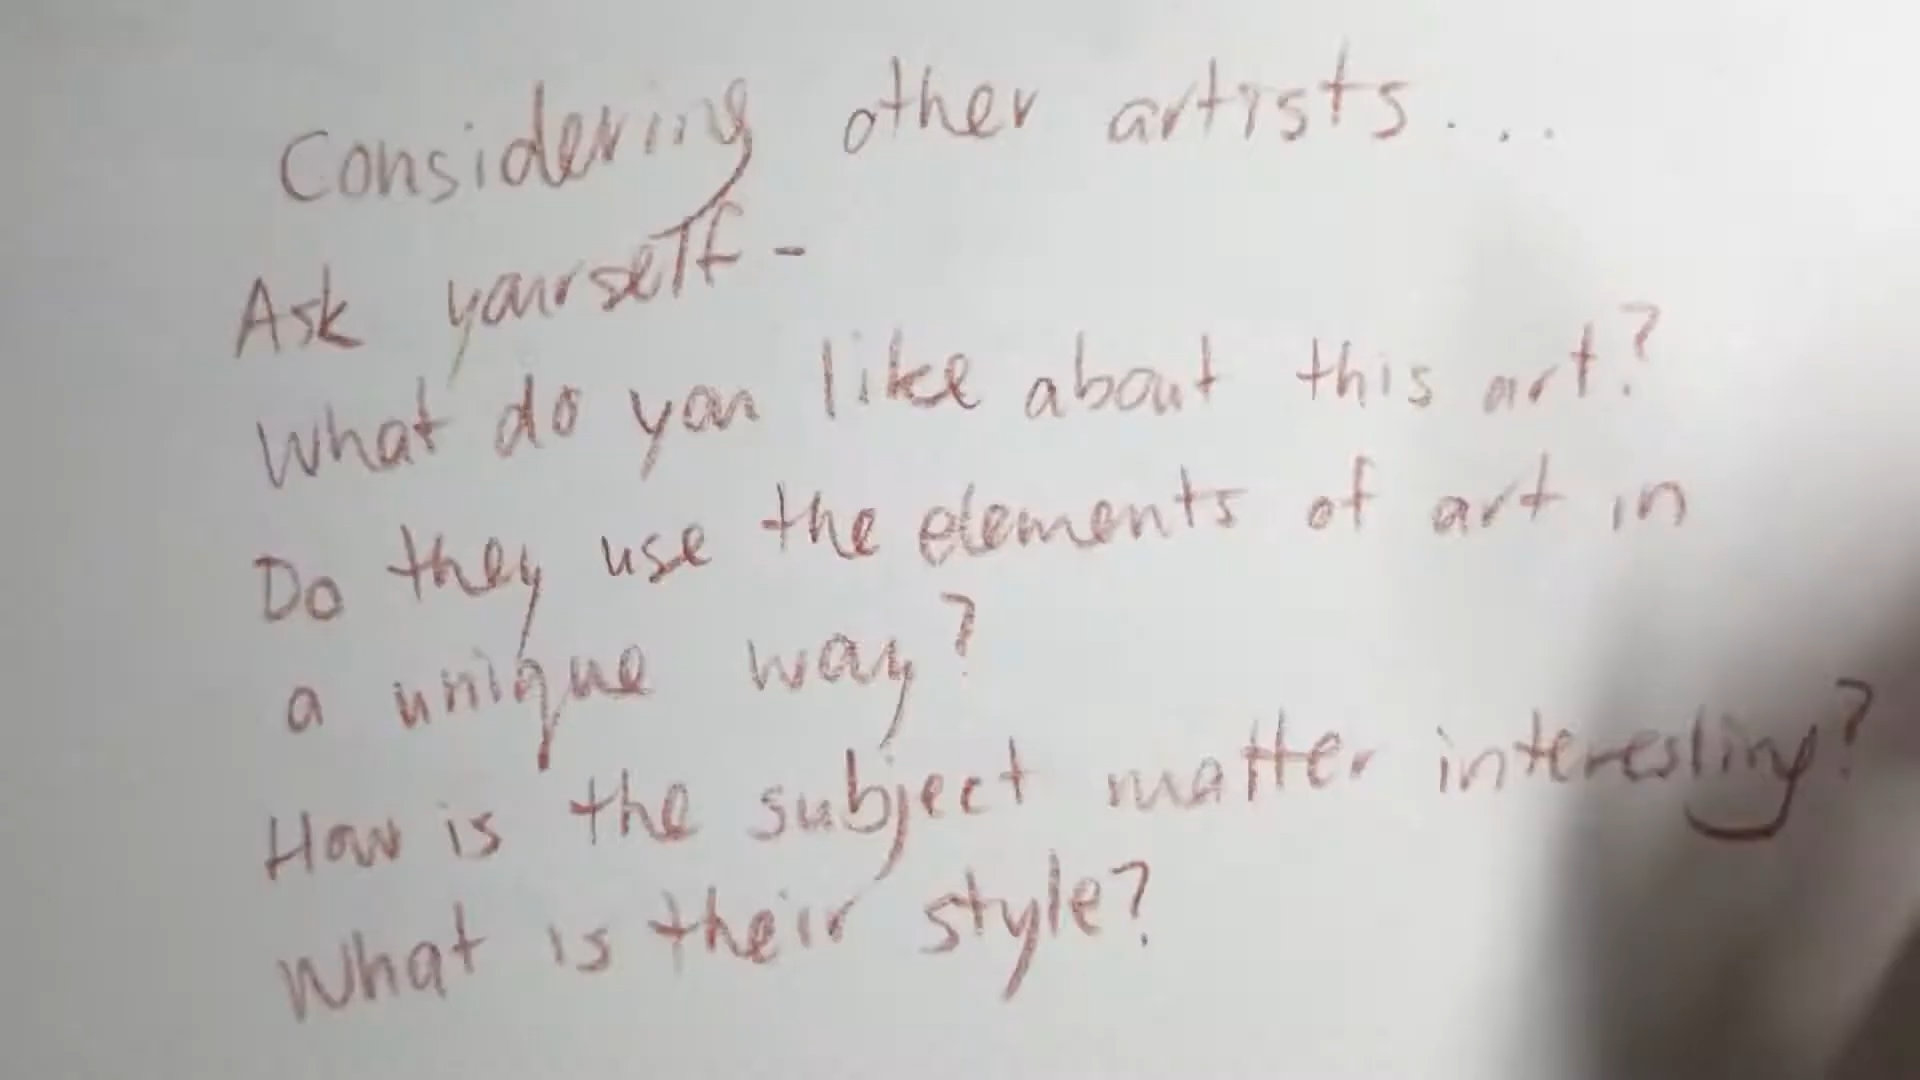 Considering other artists...
Ask yourself -
What do you like about this art?
Do they use the elements of art in
a unique way?
How is the subject matter interesting?
What is their style?